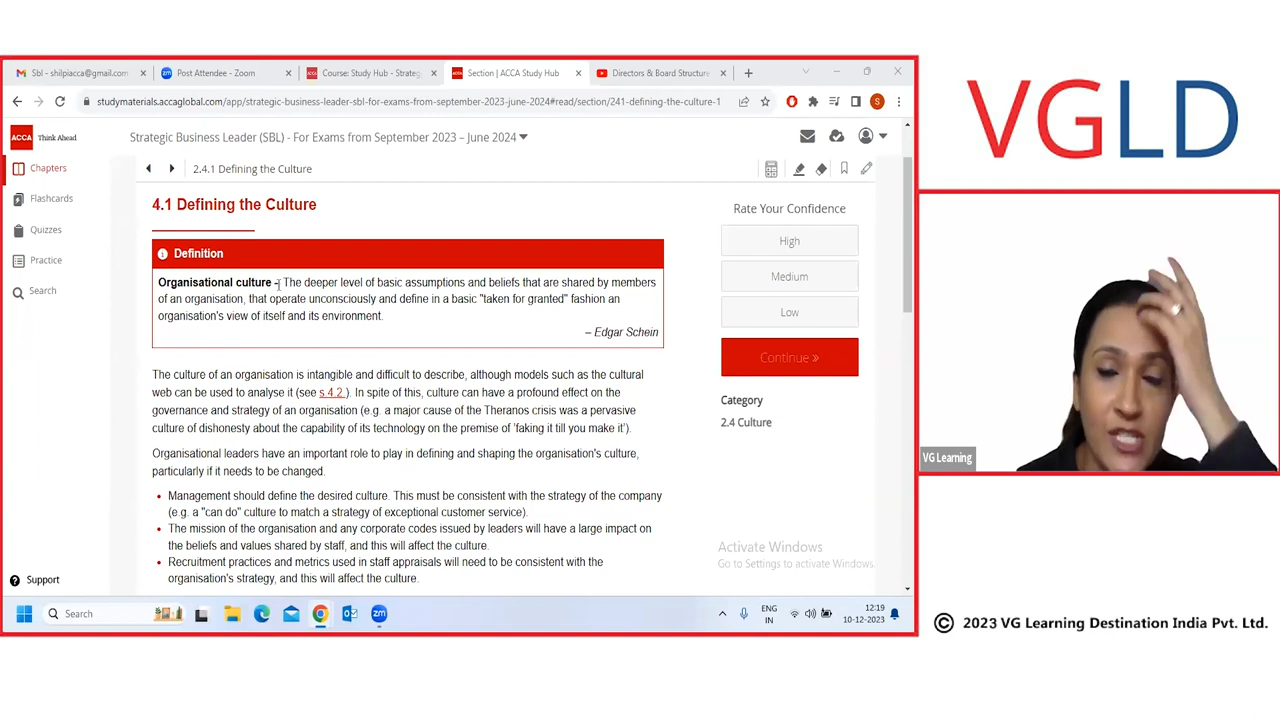 Sbl - shilpiacca@gmail.com
Post Attendee - Zoom
Course: Study Hub - Strateg
Section | ACCA Study Hub
Directors & Board Structure
studymaterials.accaglobal.com/app/strategic-business-leader-sbl-for-exams-from-september-2023-june-2024#read/section/241-defining-the-culture-1
S
ACCA
Think Ahead
Strategic Business Leader (SBL) - For Exams from September 2023 – June 2024
Chapters
Flashcards
Quizzes
Practice
Search
Support
2.4.1 Defining the Culture
4.1 Defining the Culture
Definition
Organisational culture - The deeper level of basic assumptions and beliefs that are shared by members
of an organisation, that operate unconsciously and define in a basic "taken for granted" fashion an
organisation's view of itself and its environment.
– Edgar Schein
The culture of an organisation is intangible and difficult to describe, although models such as the cultural
web can be used to analyse it (see s.4.2.). In spite of this, culture can have a profound effect on the
governance and strategy of an organisation (e.g. a major cause of the Theranos crisis was a pervasive
culture of dishonesty about the capability of its technology on the premise of 'faking it till you make it').
Organisational leaders have an important role to play in defining and shaping the organisation's culture,
particularly if it needs to be changed.
• Management should define the desired culture. This must be consistent with the strategy of the company
(e.g. a "can do" culture to match a strategy of exceptional customer service).
• The mission of the organisation and any corporate codes issued by leaders will have a large impact on
the beliefs and values shared by staff, and this will affect the culture.
• Recruitment practices and metrics used in staff appraisals will need to be consistent with the
organisation's strategy, and this will affect the culture.
Rate Your Confidence
High
Medium
Low
Continue »
Category
2.4 Culture
Activate Windows
Go to Settings to activate Windows.
Search
ENG
IN
12:19
10-12-2023
VGLD
VG Learning
© 2023 VG Learning Destination India Pvt. Ltd.